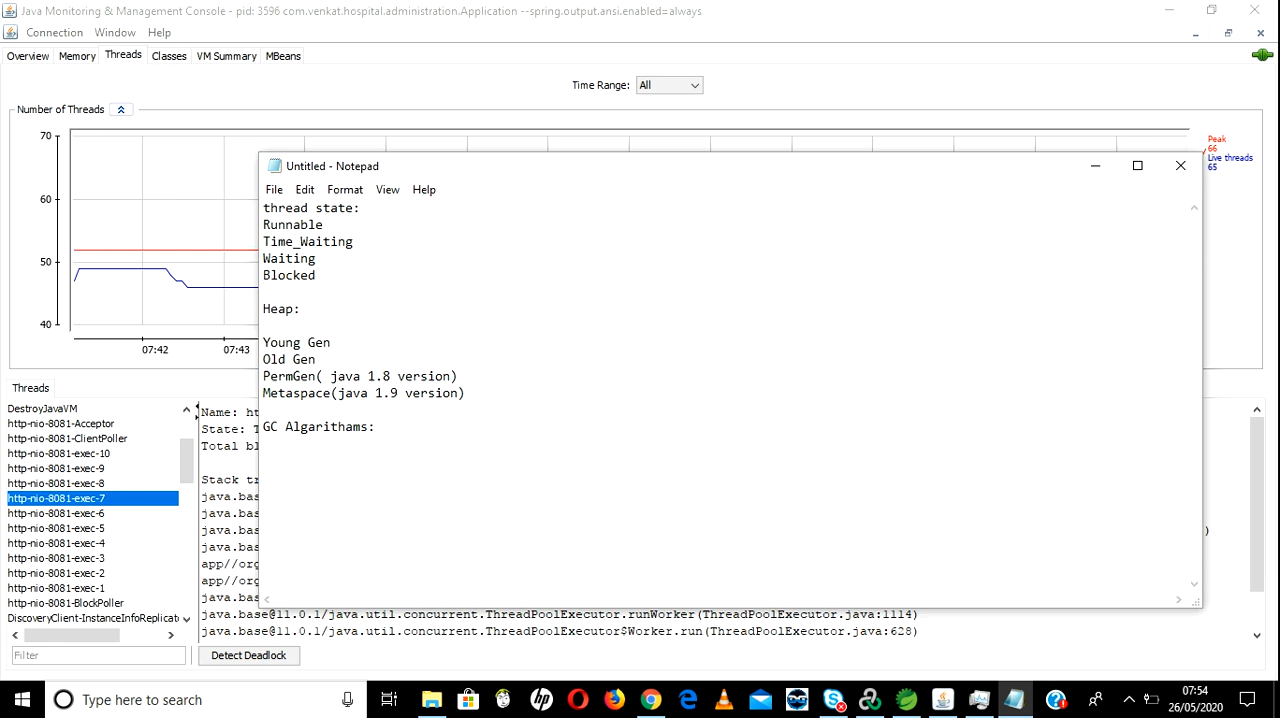 Java Monitoring & Management Console - pid: 3596 com.venkat.hospital.administration.Application --spring.output.ansi.enabled=always
Connection Window Help
Overview Memory Threads Classes VM Summary MBeans
Time Range: All
Number of Threads
70
60
50
40
07:42 07:43
Peak
66
Live threads
65
Untitled - Notepad
File Edit Format View Help
thread state:
Runnable
Time_Waiting
Waiting
Blocked
Heap:
Young Gen
Old Gen
PermGen( java 1.8 version)
Metaspace(java 1.9 version)
GC Algarithams:
Threads
DestroyJavaVM
http-nio-8081-Acceptor
http-nio-8081-ClientPoller
http-nio-8081-exec-10
http-nio-8081-exec-9
http-nio-8081-exec-8
http-nio-8081-exec-7
http-nio-8081-exec-6
http-nio-8081-exec-5
http-nio-8081-exec-4
http-nio-8081-exec-3
http-nio-8081-exec-2
http-nio-8081-exec-1
http-nio-8081-BlockPoller
DiscoveryClient-InstanceInfoReplicat
Name: ht
State: T
Total bl
Stack tr
java.bas
java.bas
java.bas
)
java.bas
app//org
app//org
java.bas
java.base@11.0.1/java.util.concurrent.ThreadPoolExecutor.runWorker(ThreadPoolExecutor.java:1114)
java.base@11.0.1/java.util.concurrent.ThreadPoolExecutor$Worker.run(ThreadPoolExecutor.java:628)
Filter
Detect Deadlock
Type here to search
07:54
26/05/2020